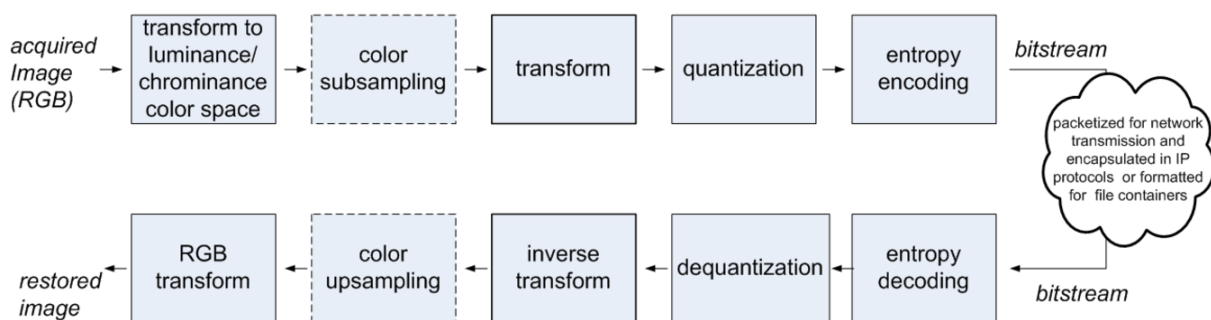 acquired
Image
(RGB)
transform to
luminance/
chrominance
color space
color
subsampling
transform
quantization
entropy
encoding
bitstream
packetized for network
transmission and
encapsulated in IP
protocols or formatted
for file containers
restored
image
RGB
transform
color
upsampling
inverse
transform
dequantization
entropy
decoding
bitstream